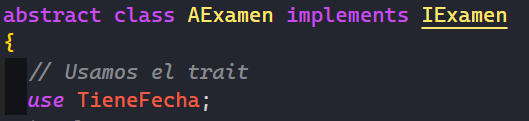 abstract class AExamen implements IExamen
{
// Usamos el trait
use TieneFecha;